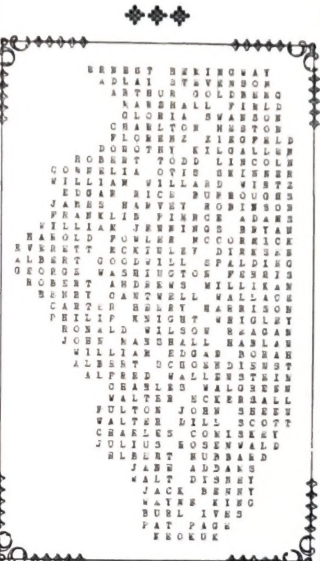 ERNEST HEMINGWAY
ADLAI STEVENSON
ARTHUR GOLDBERG
MARSHALL FIELD
GLORIA SWANSON
CHARLTON HESTON
FLORENZ ZIEGFELD
DOROTHY KILGALLEN
ROBERT TODD LINCOLN
CORNELIA OTIS SKINNER
WILLIAM WILLARD WIRTZ
EDGAR RICE BURROUGHS
JAMES HARVEY ROBINSON
FRANKLIN PIERCE ADAMS
WILLIAM JENNINGS BRYAN
HAROLD FOWLER MCCORMICK
EVERETT MCKINLEY DIRKSEN
ALBERT GOODWILL SPALDING
GEORGE WASHINGTON FERRIS
ROBERT ANDREWS MILLIKAN
HENRY CANTWELL WALLACE
CARTER HENRY HARRISON
PHILIP KNIGHT WRIGLEY
RONALD WILSON REAGAN
JOHN
WILLIAM EDGAR BORAH
ALBERT SCHOENDIENST
ALFRED WALLENSTEIN
CHARLES WALGREEN
WALTER
FULTON JOHN SHEEN
WALTER DILL SCOTT
CHARLES COMISKEY
JULIUS ROSENWALD
ELBERT HUBBARD
JANE ADDAMS
WALT DISNEY
JACK BENNY
WAYNE KING
BURL IVES
PAT PAGE
KEOKUK